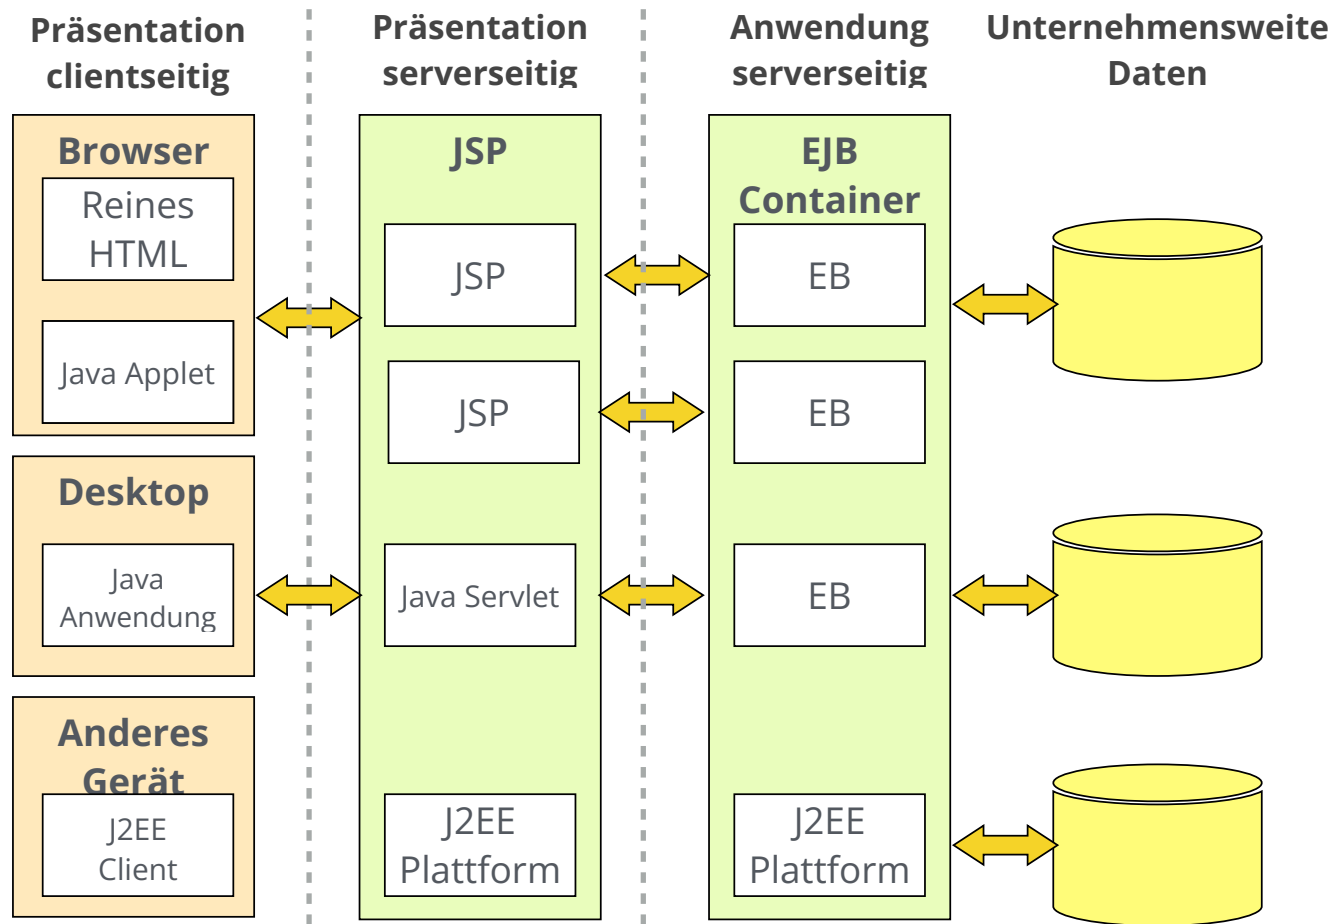 Präsentation
clientseitig
Präsentation
serverseitig
Anwendung
serverseitig
Unternehmensweite
Daten
Browser
Reines
HTML
Java Applet
Desktop
Java
Anwendung
Anderes
Gerät
J2EE
Client
JSP
JSP
JSP
Java Servlet
J2EE
Plattform
EJB
Container
EB
EB
EB
J2EE
Plattform